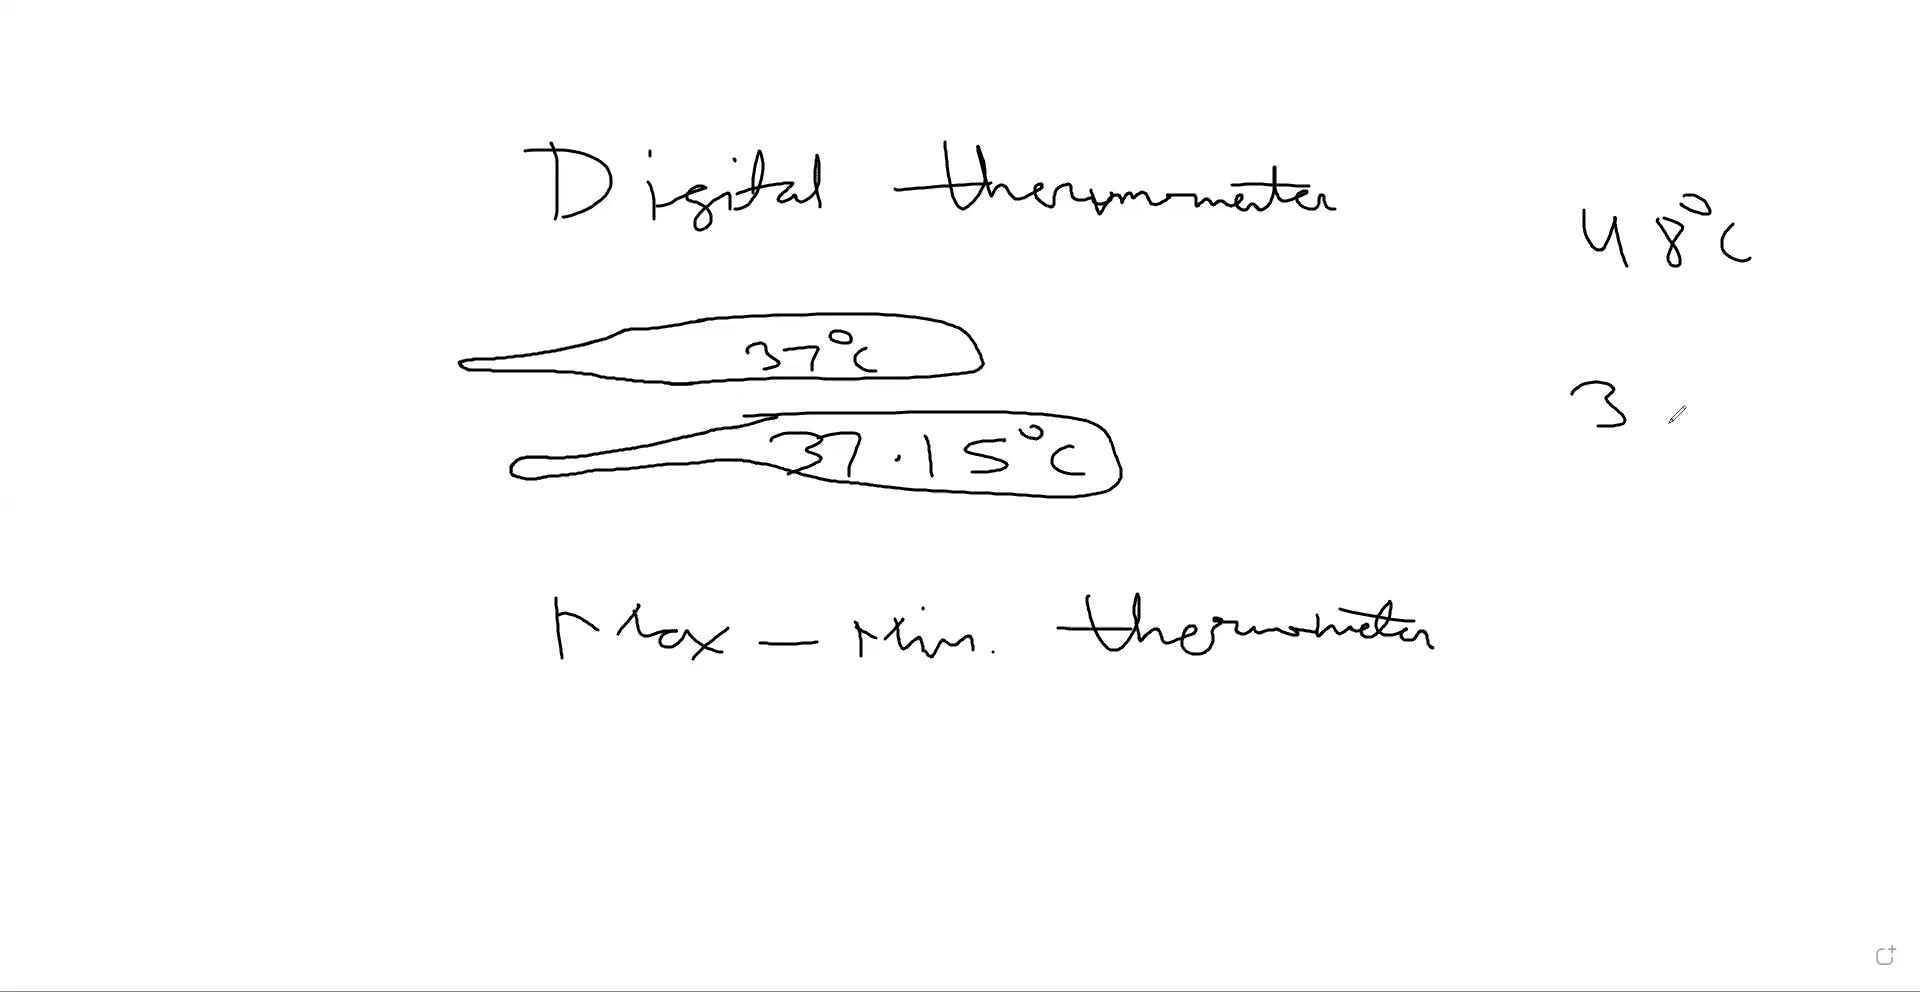 Digital thermometer
48°C
37°C
3
37.15°C
Max - Min. thermometer